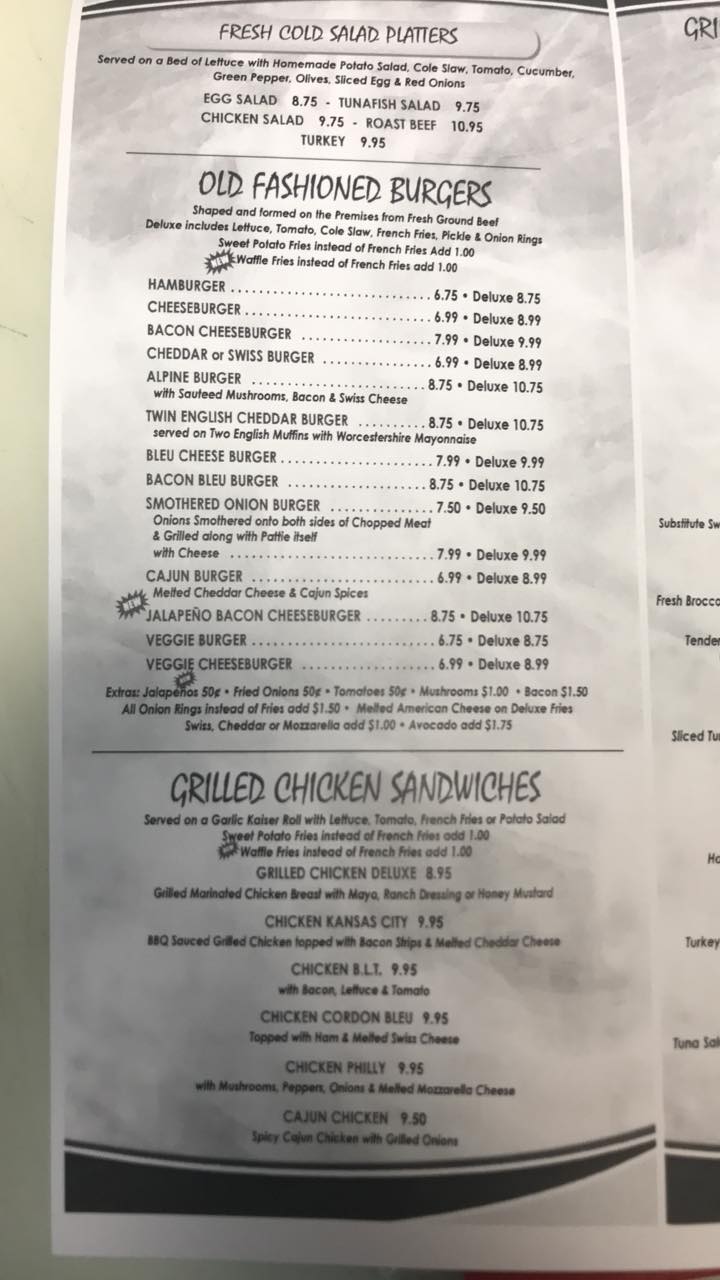 FRESH COLD SALAD PLATTERS
Served on a Bed of Lettuce with Homemade Potato Salad, Cole Slaw, Tomato, Cucumber,
Green Pepper, Olives, Sliced Egg & Red Onions
EGG SALAD 8.75 - TUNAFISH SALAD 9.75
CHICKEN SALAD 9.75 - ROAST BEEF 10.95
TURKEY 9.95
OLD FASHIONED BURGERS
Shaped and formed on the Premises from Fresh Ground Beef
Deluxe includes Lettuce, Tomato, Cole Slaw, French Fries, Pickle & Onion Rings
Sweet Potato Fries instead of French Fries Add 1.00
NEW Waffle Fries instead of French Fries add 1.00
HAMBURGER ............................ 6.75 • Deluxe 8.75
CHEESEBURGER .......................... 6.99 • Deluxe 8.99
BACON CHEESEBURGER .................. 7.99 • Deluxe 9.99
CHEDDAR or SWISS BURGER ............... 6.99 • Deluxe 8.99
ALPINE BURGER ........................ 8.75 • Deluxe 10.75
with Sauteed Mushrooms, Bacon & Swiss Cheese
TWIN ENGLISH CHEDDAR BURGER ......... 8.75 • Deluxe 10.75
served on Two English Muffins with Worcestershire Mayonnaise
BLEU CHEESE BURGER ..................... 7.99 • Deluxe 9.99
BACON BLEU BURGER ................... 8.75 • Deluxe 10.75
SMOTHERED ONION BURGER .............. 7.50 • Deluxe 9.50
Onions Smothered onto both sides of Chopped Meat
& Grilled along with Pattie itself
with Cheese ............................ 7.99 • Deluxe 9.99
CAJUN BURGER ......................... 6.99 • Deluxe 8.99
Melted Cheddar Cheese & Cajun Spices
NEW JALAPEÑO BACON CHEESEBURGER ......... 8.75 • Deluxe 10.75
VEGGIE BURGER ......................... 6.75 • Deluxe 8.75
VEGGIE CHEESEBURGER .................. 6.99 • Deluxe 8.99
Extras: Jalapeños 50¢ • Fried Onions 50¢ • Tomatoes 50¢ • Mushrooms $1.00 • Bacon $1.50
All Onion Rings instead of Fries add $1.50 • Melted American Cheese on Deluxe Fries
Swiss, Cheddar or Mozzarella add $1.00 • Avocado add $1.75
GRILLED CHICKEN SANDWICHES
Served on a Garlic Kaiser Roll with Lettuce, Tomato, French Fries or Potato Salad
Sweet Potato Fries instead of French Fries add 1.00
Waffle Fries instead of French Fries add 1.00
GRILLED CHICKEN DELUXE 8.95
Grilled Marinated Chicken Breast with Mayo, Ranch Dressing or Honey Mustard
CHICKEN KANSAS CITY 9.95
BBQ Sauced Grilled Chicken topped with Bacon Strips & Melted Cheddar Cheese
CHICKEN B.L.T. 9.95
with Bacon, Lettuce & Tomato
CHICKEN CORDON BLEU 9.95
Topped with Ham & Melted Swiss Cheese
CHICKEN PHILLY 9.95
with Mushrooms, Peppers, Onions & Melted Mozzarella Cheese
CAJUN CHICKEN 9.50
Spicy Cajun Chicken with Grilled Onions
GRI
Substitute Sw
Fresh Brocco
Tender
Sliced Tu
Ho
Turkey
Tuna Sal